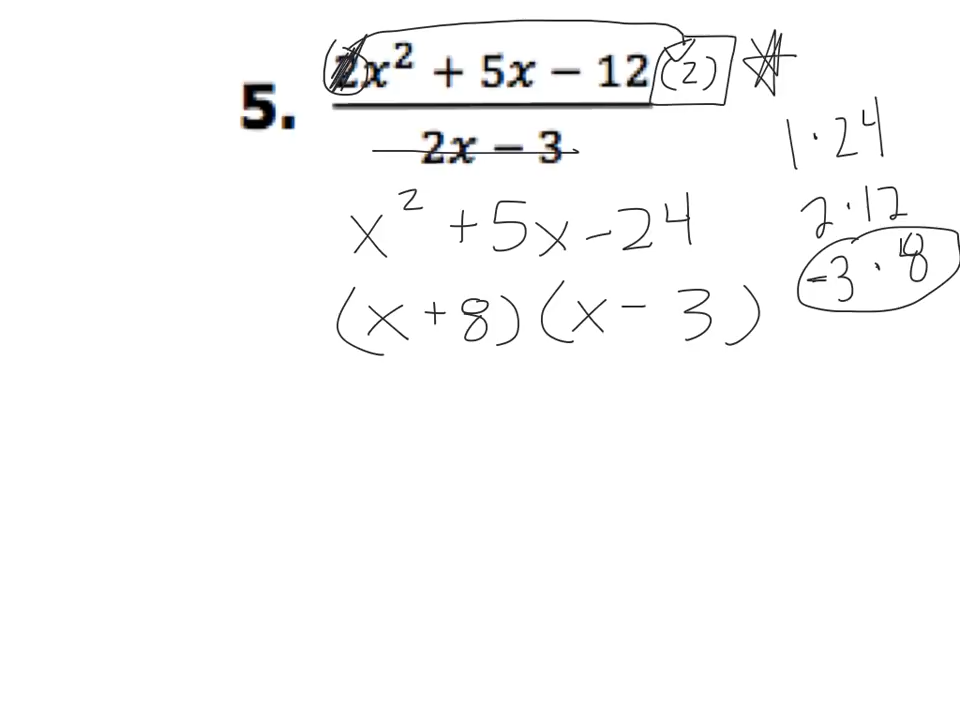 5. 2x² + 5x − 12 (2)
2x − 3
1 · 24
2 · 12
-3 · 8
x² + 5x - 24
(x + 8) (x - 3)